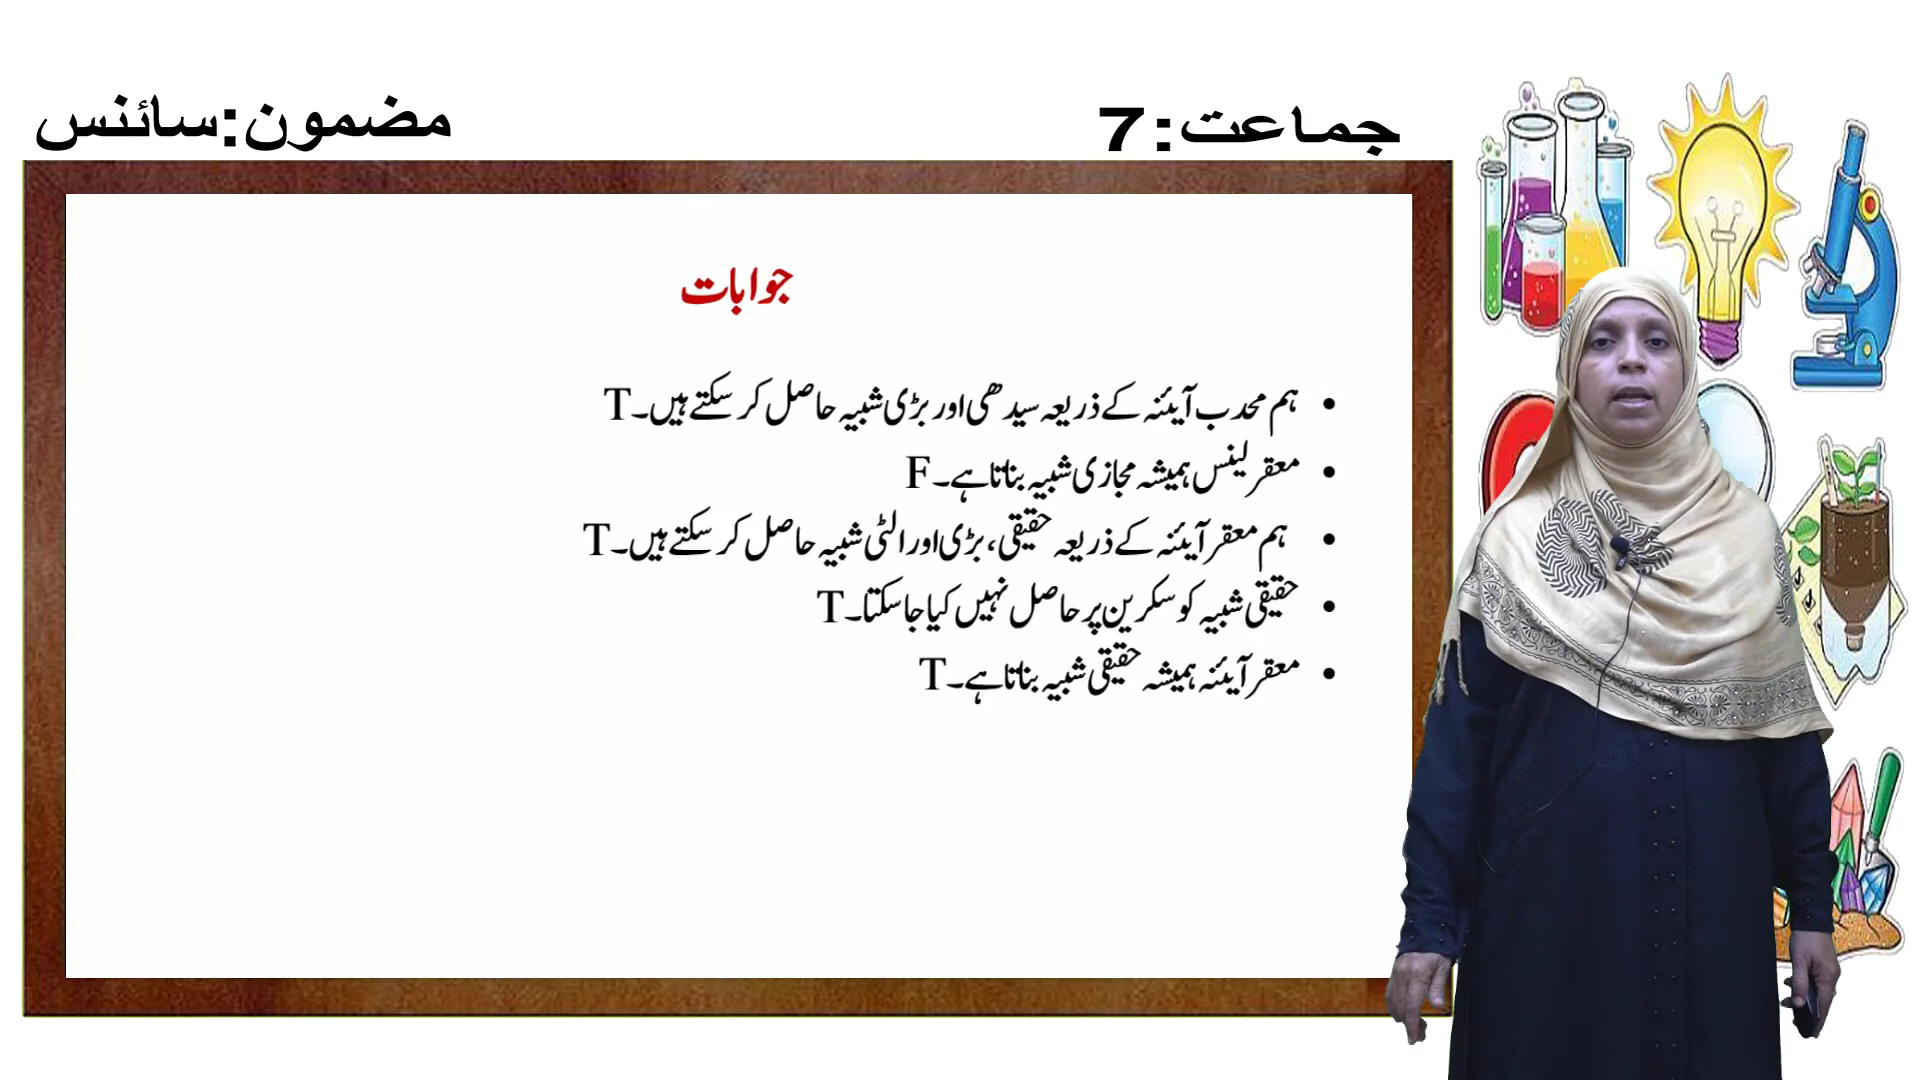 جماعت:7
مضمون:سائنس
جوابات
• ہم محدب آیئنہ کے ذریعہ سیدھی اور بڑی شبیہ حاصل کر سکتے ہیں۔T
• معقر لینس ہمیشہ مجازی شبیہ بناتا ہے۔F
• ہم معقر آیئنہ کے ذریعہ حقیقی، بڑی اور الٹی شبیہ حاصل کر سکتے ہیں۔T
• حقیقی شبیہ کو سکرین پر حاصل نہیں کیا جا سکتا۔T
• معقر آیئنہ ہمیشہ حقیقی شبیہ بناتا ہے۔T